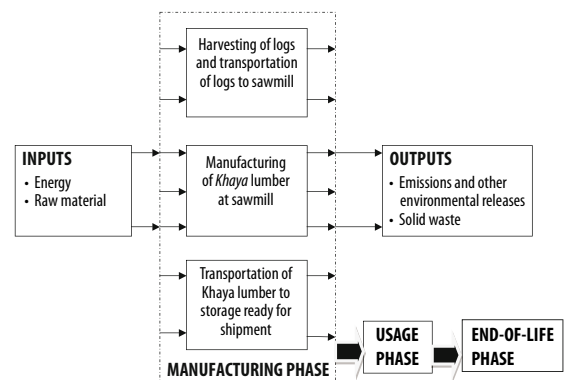 Harvesting of logs
and transportation
of logs to sawmill
INPUTS
• Energy
• Raw material
Manufacturing
of Khaya lumber
at sawmill
OUTPUTS
• Emissions and other
environmental releases
• Solid waste
Transportation of
Khaya lumber to
storage ready for
shipment
MANUFACTURING PHASE
USAGE
PHASE
END-OF-LIFE
PHASE